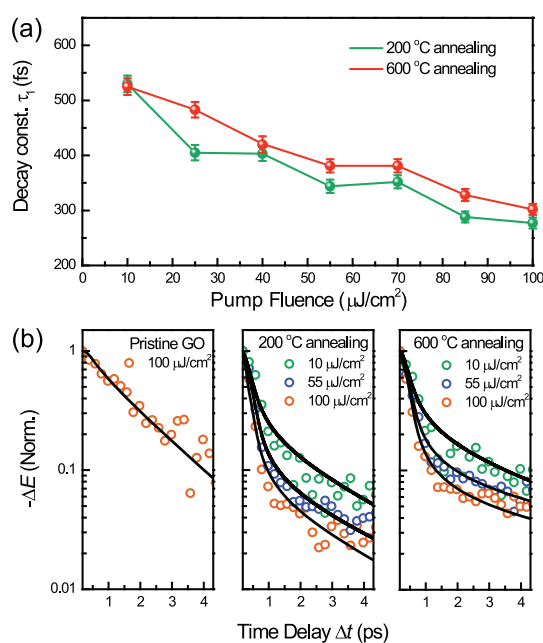 (a)
600
500
400
300
200
Decay const. τ₁ (fs)
200 °C annealing
600 °C annealing
0 10 20 30 40 50 60 70 80 90 100
Pump Fluence (μJ/cm²)
(b)
Pristine GO
100 μJ/cm²
200 °C annealing
10 μJ/cm²
55 μJ/cm²
100 μJ/cm²
600 °C annealing
10 μJ/cm²
55 μJ/cm²
100 μJ/cm²
1
0.1
0.01
-ΔE (Norm.)
1 2 3 4
1 2 3 4
1 2 3 4
Time Delay Δt (ps)